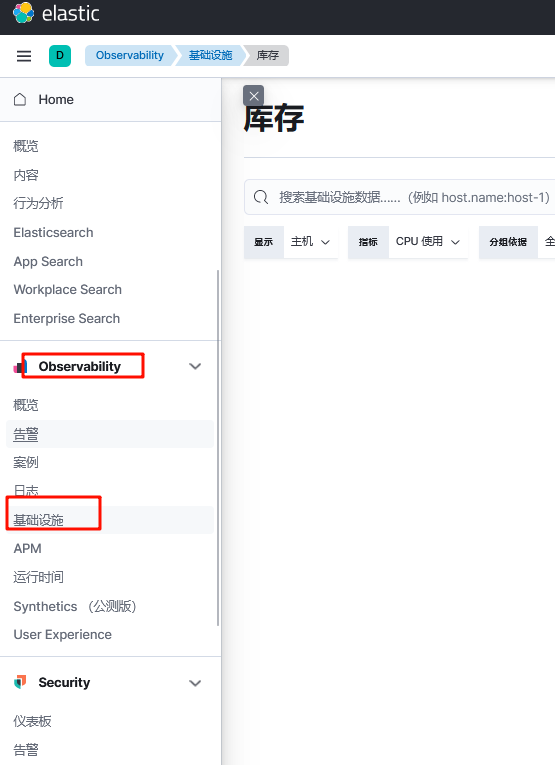 elastic
D
Observability
基础设施
库存
Home
概览
内容
行为分析
Elasticsearch
App Search
Workplace Search
Enterprise Search
Observability
概览
告警
案例
日志
基础设施
APM
运行时间
Synthetics （公测版）
User Experience
Security
仪表板
告警
库存
搜索基础设施数据……（例如 host.name:host-1）
显示 主机 指标 CPU 使用 分组依据 全